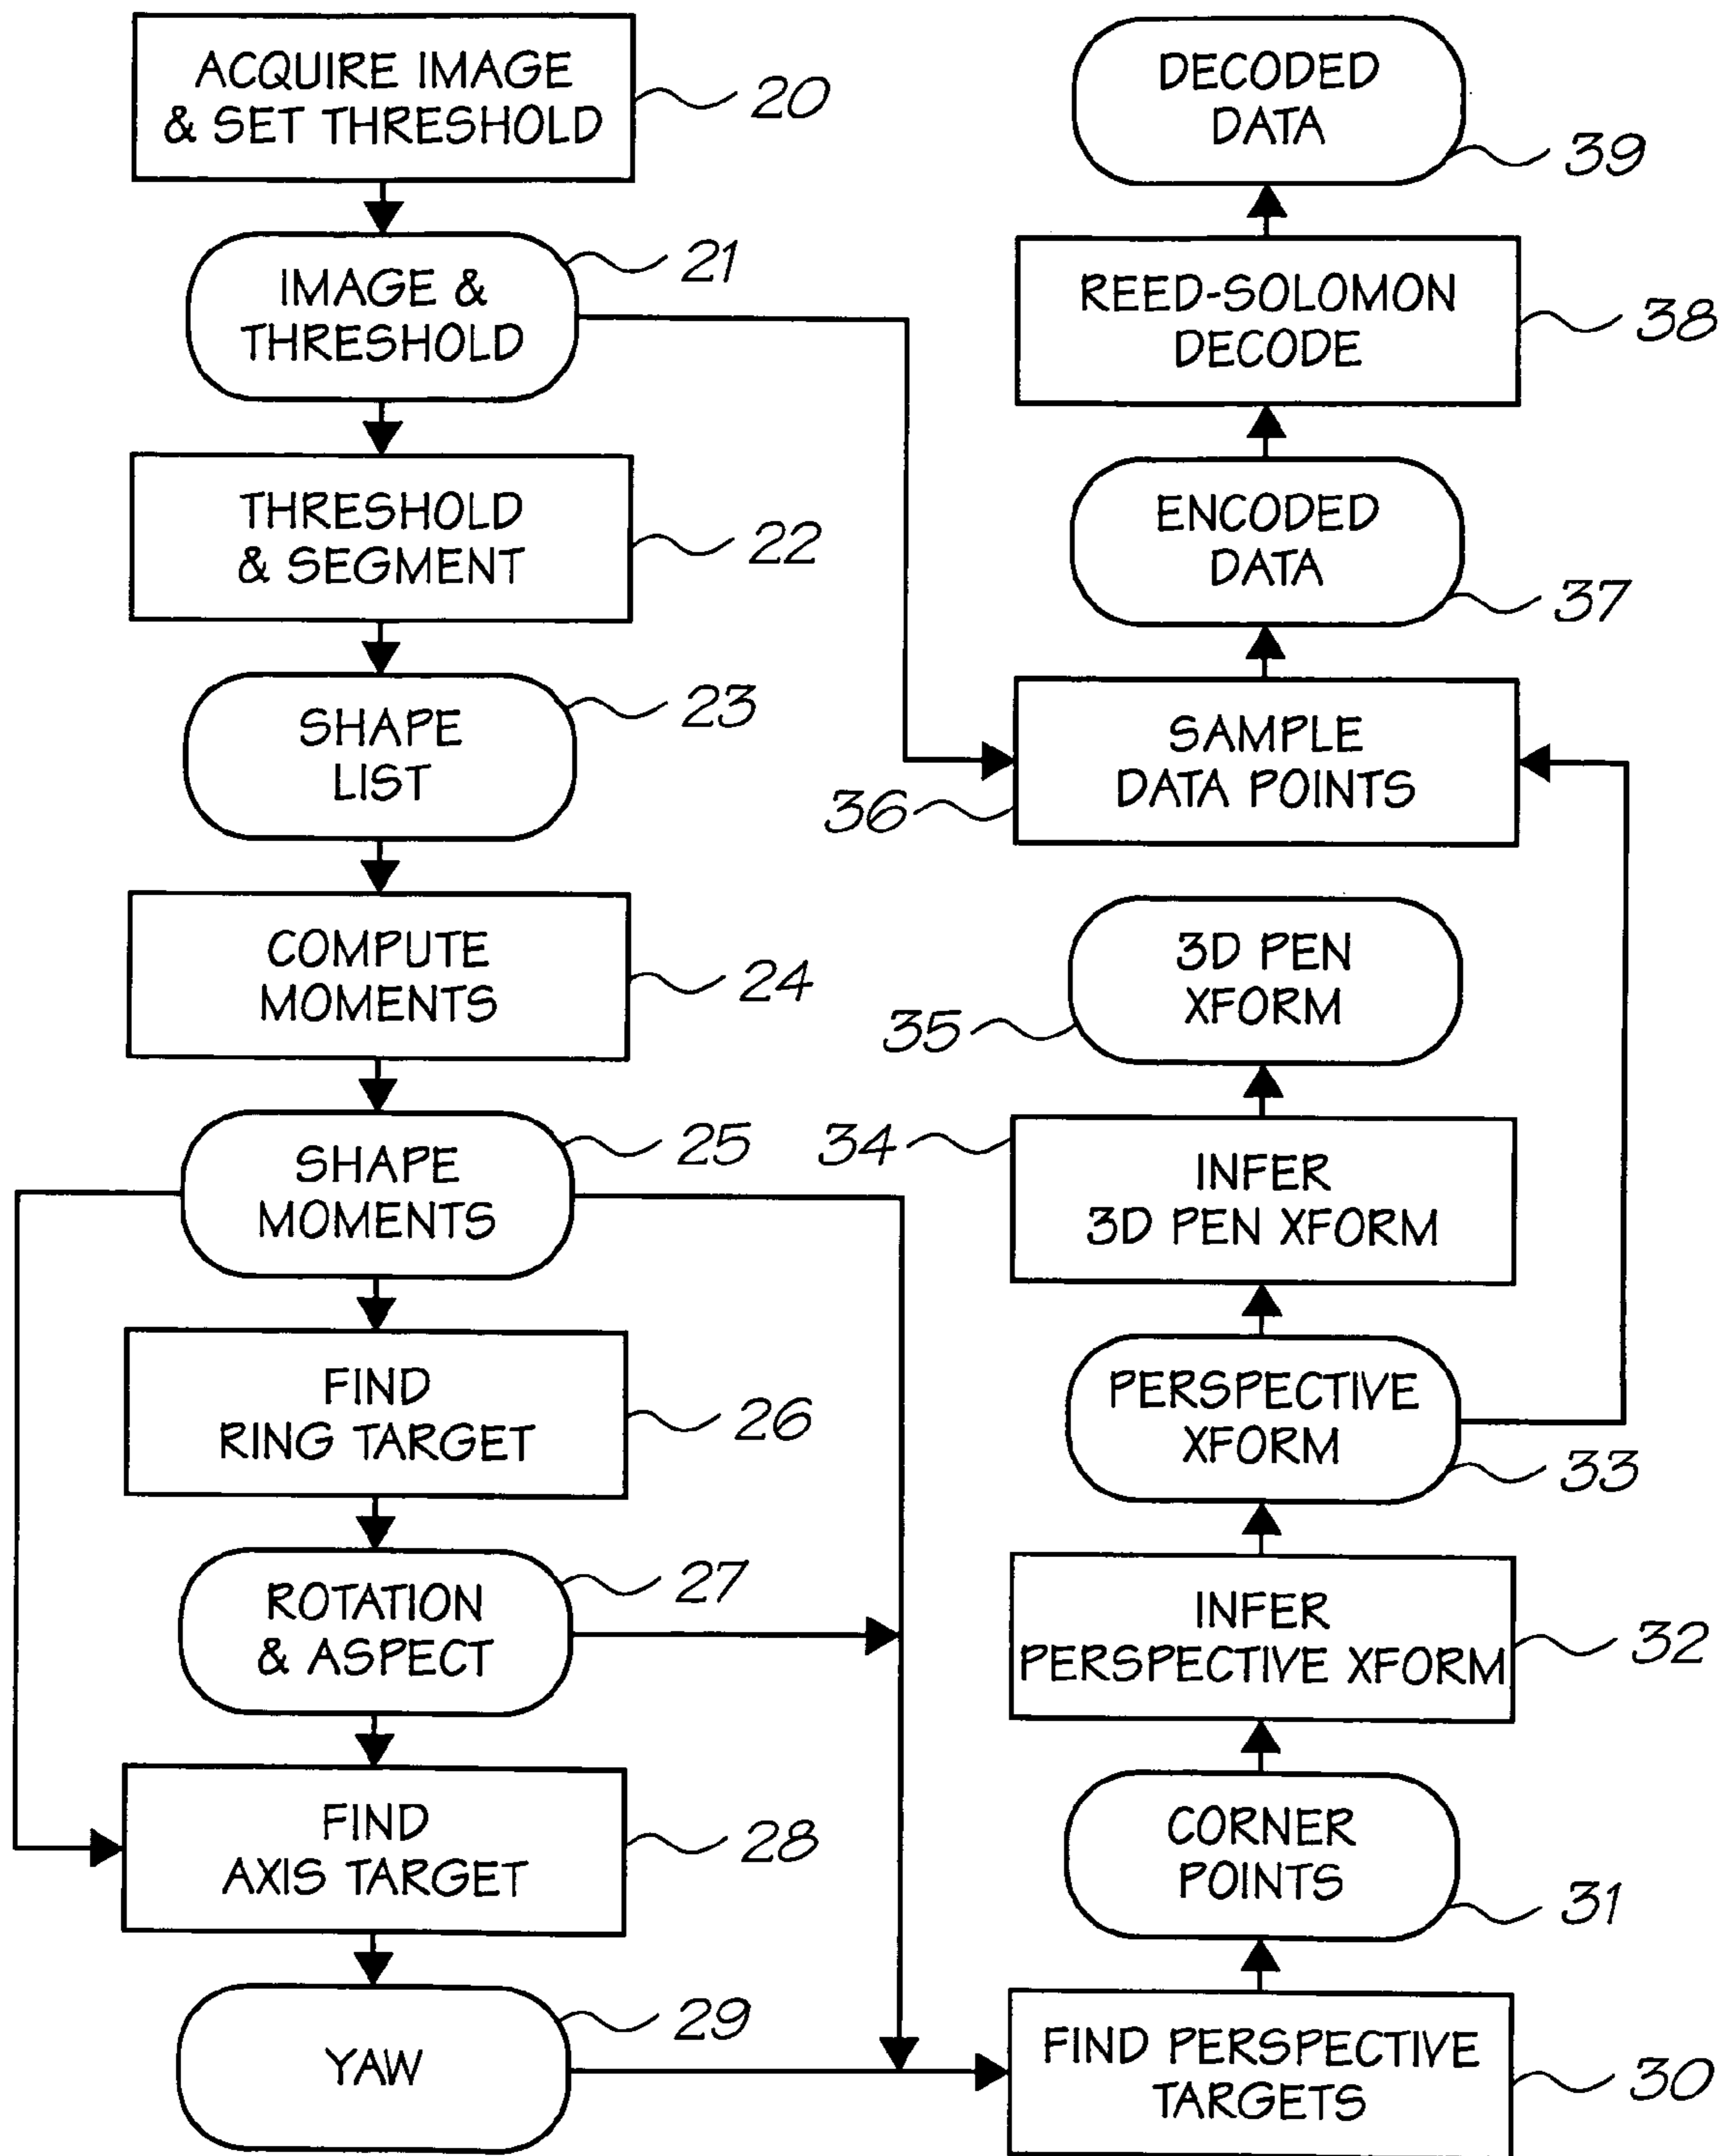 ACQUIRE IMAGE
& SET THRESHOLD
20
IMAGE &
THRESHOLD
21
THRESHOLD
& SEGMENT
22
SHAPE
LIST
23
COMPUTE
MOMENTS
24
SHAPE
MOMENTS
25
FIND
RING TARGET
26
ROTATION
& ASPECT
27
FIND
AXIS TARGET
28
YAW
29
DECODED
DATA
39
REED-SOLOMON
DECODE
38
ENCODED
DATA
37
SAMPLE
DATA POINTS
36
3D PEN
XFORM
35
INFER
3D PEN XFORM
34
PERSPECTIVE
XFORM
33
INFER
PERSPECTIVE XFORM
32
CORNER
POINTS
31
FIND PERSPECTIVE
TARGETS
30